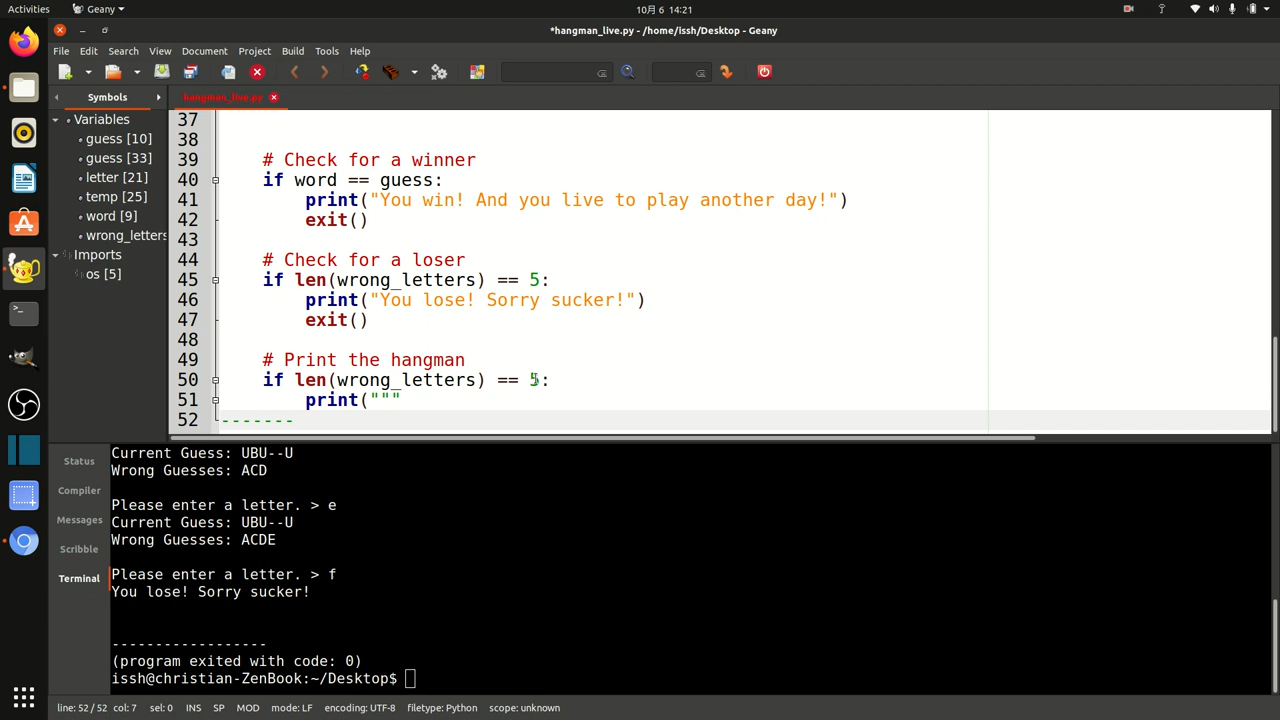 Activities
Geany
10月 6 14:21
*hangman_live.py - /home/issh/Desktop - Geany
File Edit Search View Document Project Build Tools Help
Symbols
hangman_live.py
Variables
guess [10]
guess [33]
letter [21]
temp [25]
word [9]
wrong_letters
Imports
os [5]
37
38
39 # Check for a winner
40 if word == guess:
41 print("You win! And you live to play another day!")
42 exit()
43
44 # Check for a loser
45 if len(wrong_letters) == 5:
46 print("You lose! Sorry sucker!")
47 exit()
48
49 # Print the hangman
50 if len(wrong_letters) == 5:
51 print("""
52 -------
Status
Compiler
Messages
Scribble
Terminal
Current Guess: UBU--U
Wrong Guesses: ACD
Please enter a letter. > e
Current Guess: UBU--U
Wrong Guesses: ACDE
Please enter a letter. > f
You lose! Sorry sucker!
------------------
(program exited with code: 0)
issh@christian-ZenBook:~/Desktop$
line: 52 / 52 col: 7 sel: 0 INS SP MOD mode: LF encoding: UTF-8 filetype: Python scope: unknown